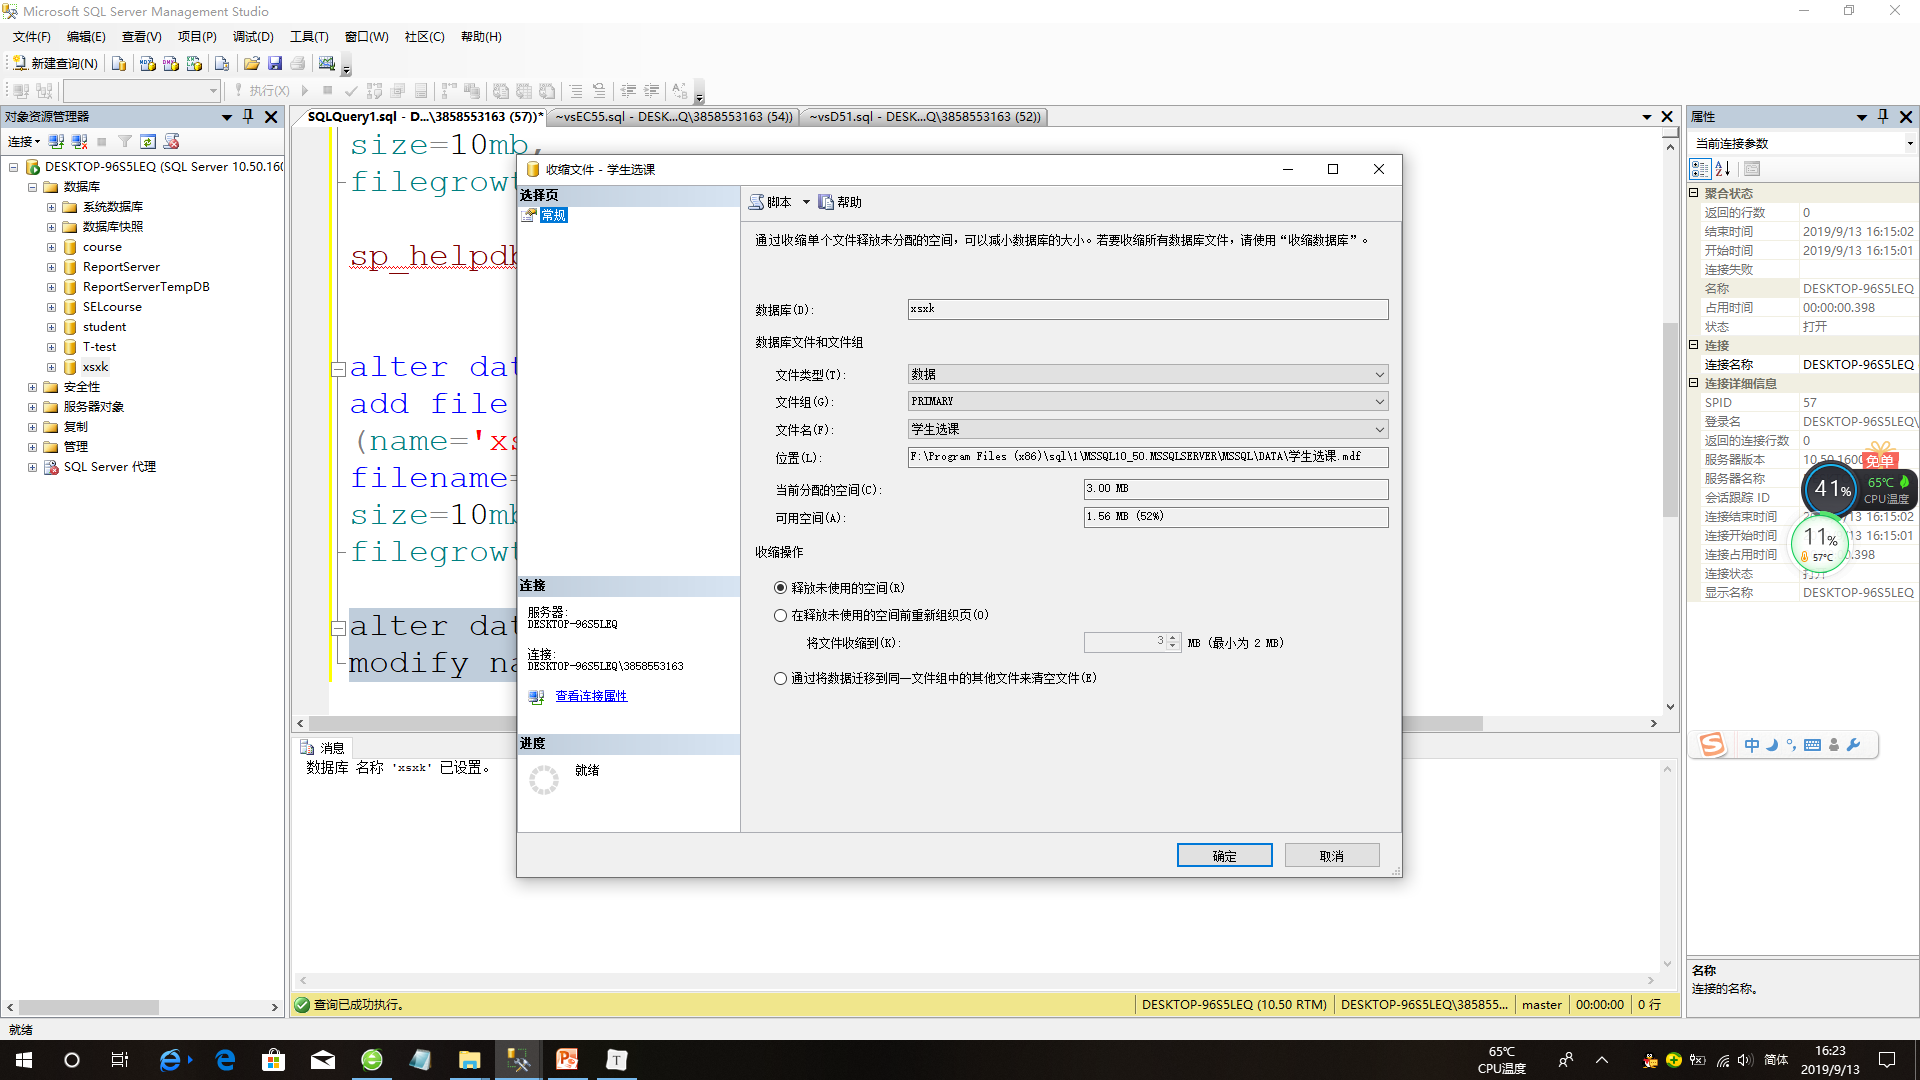 Microsoft SQL Server Management Studio
文件(F) 编辑(E) 查看(V) 项目(P) 调试(D) 工具(T) 窗口(W) 社区(C) 帮助(H)
新建查询(N)
执行(X)
对象资源管理器
连接
DESKTOP-96S5LEQ (SQL Server 10.50.160
数据库
系统数据库
数据库快照
course
ReportServer
ReportServerTempDB
SELcourse
student
T-test
xsxk
安全性
服务器对象
复制
管理
SQL Server 代理
SQLQuery1.sql - D...\3858553163 (57))*
~vsEC55.sql - DESK...Q\3858553163 (54))
~vsD51.sql - DESK...Q\3858553163 (52))
size=10mb,
filegrowt
sp_helpdb
alter dat
add file
(name='xs
filename=
size=10mb
filegrowt
alter dat
modify na
消息
数据库 名称 'xsxk' 已设置。
查询已成功执行。
DESKTOP-96S5LEQ (10.50 RTM) DESKTOP-96S5LEQ\385855... master 00:00:00 0 行
收缩文件 - 学生选课
选择页
常规
脚本 帮助
通过收缩单个文件释放未分配的空间，可以减小数据库的大小。若要收缩所有数据库文件，请使用“收缩数据库”。
数据库(D): xsxk
数据库文件和文件组
文件类型(T): 数据
文件组(G): PRIMARY
文件名(F): 学生选课
位置(L): F:\Program Files (x86)\sql\1\MSSQL10_50.MSSQLSERVER\MSSQL\DATA\学生选课.mdf
当前分配的空间(C): 3.00 MB
可用空间(A): 1.56 MB (52%)
收缩操作
释放未使用的空间(R)
在释放未使用的空间前重新组织页(O)
将文件收缩到(K): 3 MB (最小为 2 MB)
通过将数据迁移到同一文件组中的其他文件来清空文件(E)
连接
服务器:
DESKTOP-96S5LEQ
连接:
DESKTOP-96S5LEQ\3858553163
查看连接属性
进度
就绪
确定 取消
属性
当前连接参数
聚合状态
返回的行数 0
结束时间 2019/9/13 16:15:02
开始时间 2019/9/13 16:15:01
连接失败
名称 DESKTOP-96S5LEQ
占用时间 00:00:00.398
状态 打开
连接
连接名称 DESKTOP-96S5LEQ
连接详细信息
SPID 57
登录名 DESKTOP-96S5LEQ\
返回的连接行数 0
服务器版本 10.50.1600
服务器名称
会话跟踪 ID
连接结束时间 /13 16:15:02
连接开始时间 /13 16:15:01
连接占用时间 .398
连接状态
显示名称 DESKTOP-96S5LEQ
免单
41%
65℃
CPU温度
11%
57℃
中
名称
连接的名称。
就绪
65℃
CPU温度
简体
16:23
2019/9/13